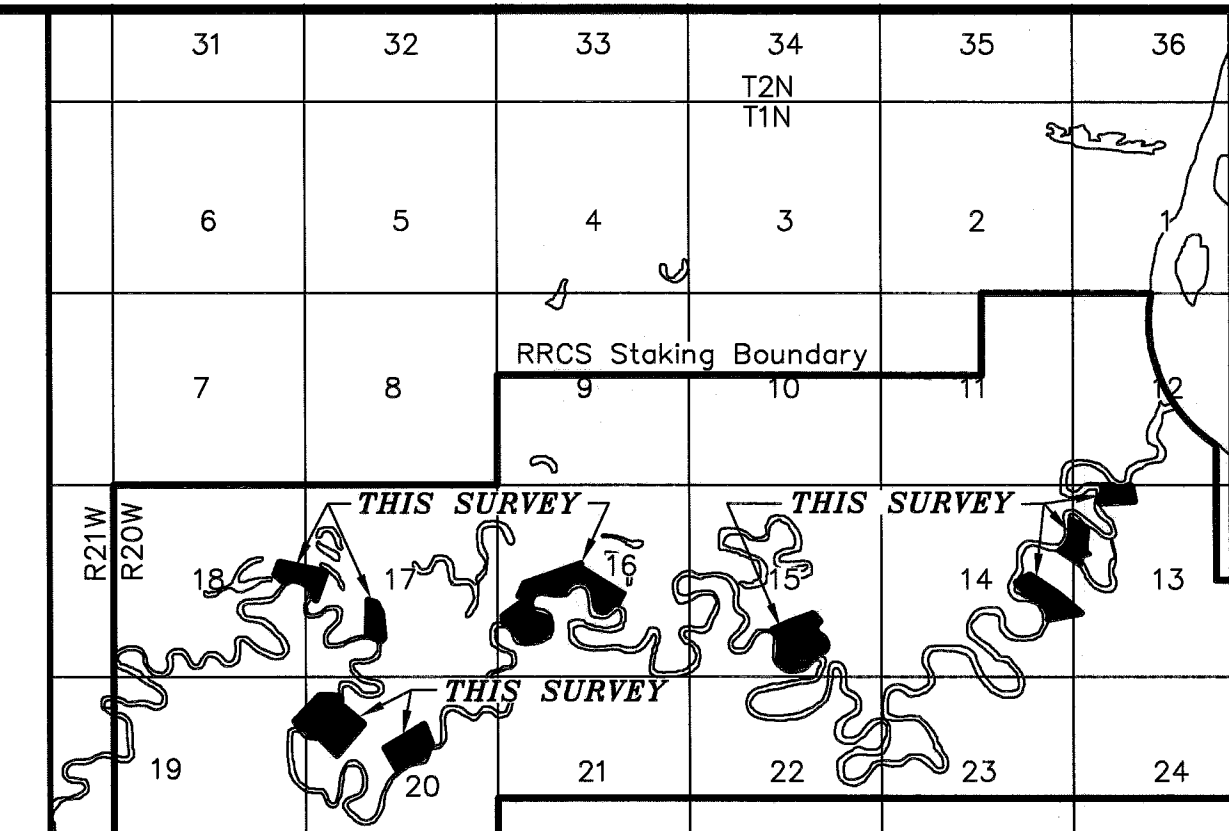 31 32 33 34 35 36
T2N
T1N
6 5 4 3 2 1
RRCS Staking Boundary
7 8 9 10 11 12
THIS SURVEY THIS SURVEY
R21W
R20W
18 17 16 15 14 13
THIS SURVEY
19 20 21 22 23 24